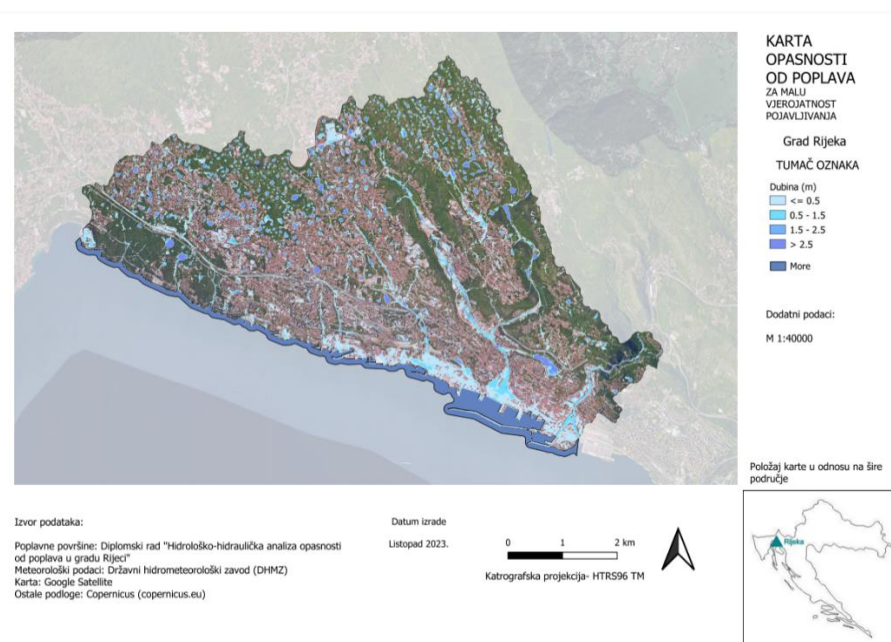 KARTA
OPASNOSTI
OD POPLAVA
ZA MALU
VJEROJATNOST
POJAVLJIVANJA
Grad Rijeka
TUMAČ OZNAKA
Dubina (m)
<= 0.5
0.5 - 1.5
1.5 - 2.5
> 2.5
More
Dodatni podaci:
M 1:40000
Položaj karte u odnosu na šire
područje
Rijeka
Izvor podataka:
Poplavne površine: Diplomski rad "Hidrološko-hidraulička analiza opasnosti
od poplava u gradu Rijeci"
Meteorološki podaci: Državni hidrometeorološki zavod (DHMZ)
Karta: Google Satellite
Ostale podloge: Copernicus (copernicus.eu)
Datum izrade
Listopad 2023.
0 1 2 km
Katrografska projekcija- HTRS96 TM